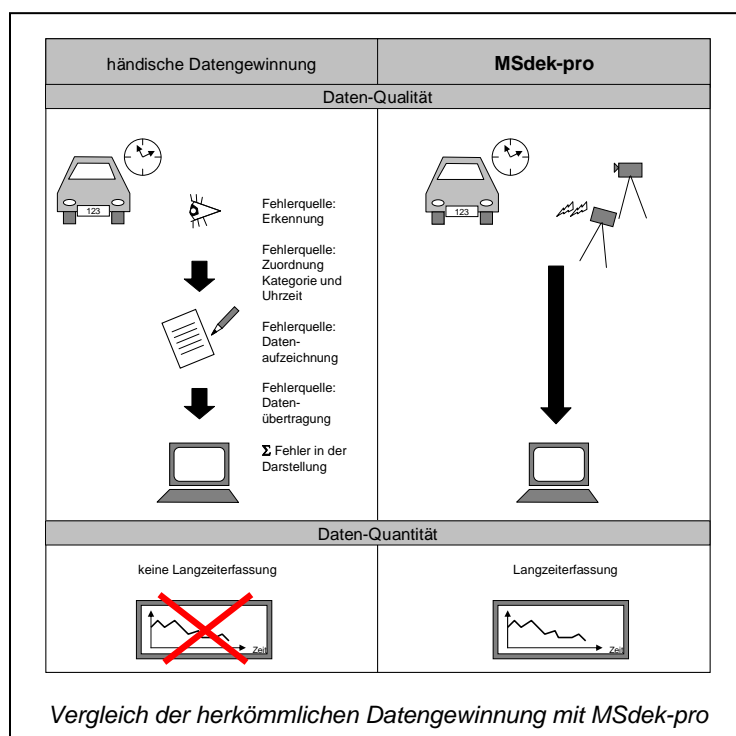 händische Datengewinnung
MSdek-pro
Daten-Qualität
123
Fehlerquelle:
Erkennung
Fehlerquelle:
Zuordnung
Kategorie und
Uhrzeit
Fehlerquelle:
Daten-
aufzeichnung
Fehlerquelle:
Daten-
übertragung
Σ Fehler in der
Darstellung
123
Daten-Quantität
keine Langzeiterfassung
Zeit
Langzeiterfassung
Zeit
Vergleich der herkömmlichen Datengewinnung mit MSdek-pro